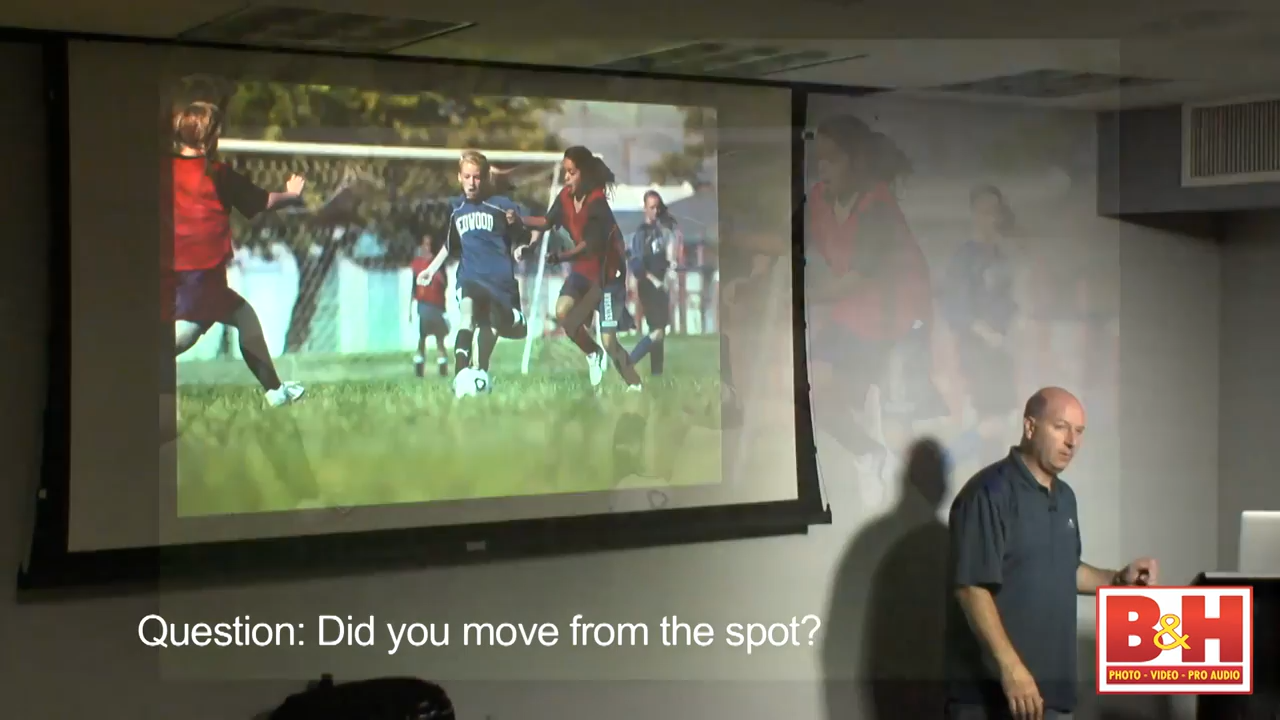 EDWOOD
Question: Did you move from the spot?
B&H
PHOTO - VIDEO - PRO AUDIO